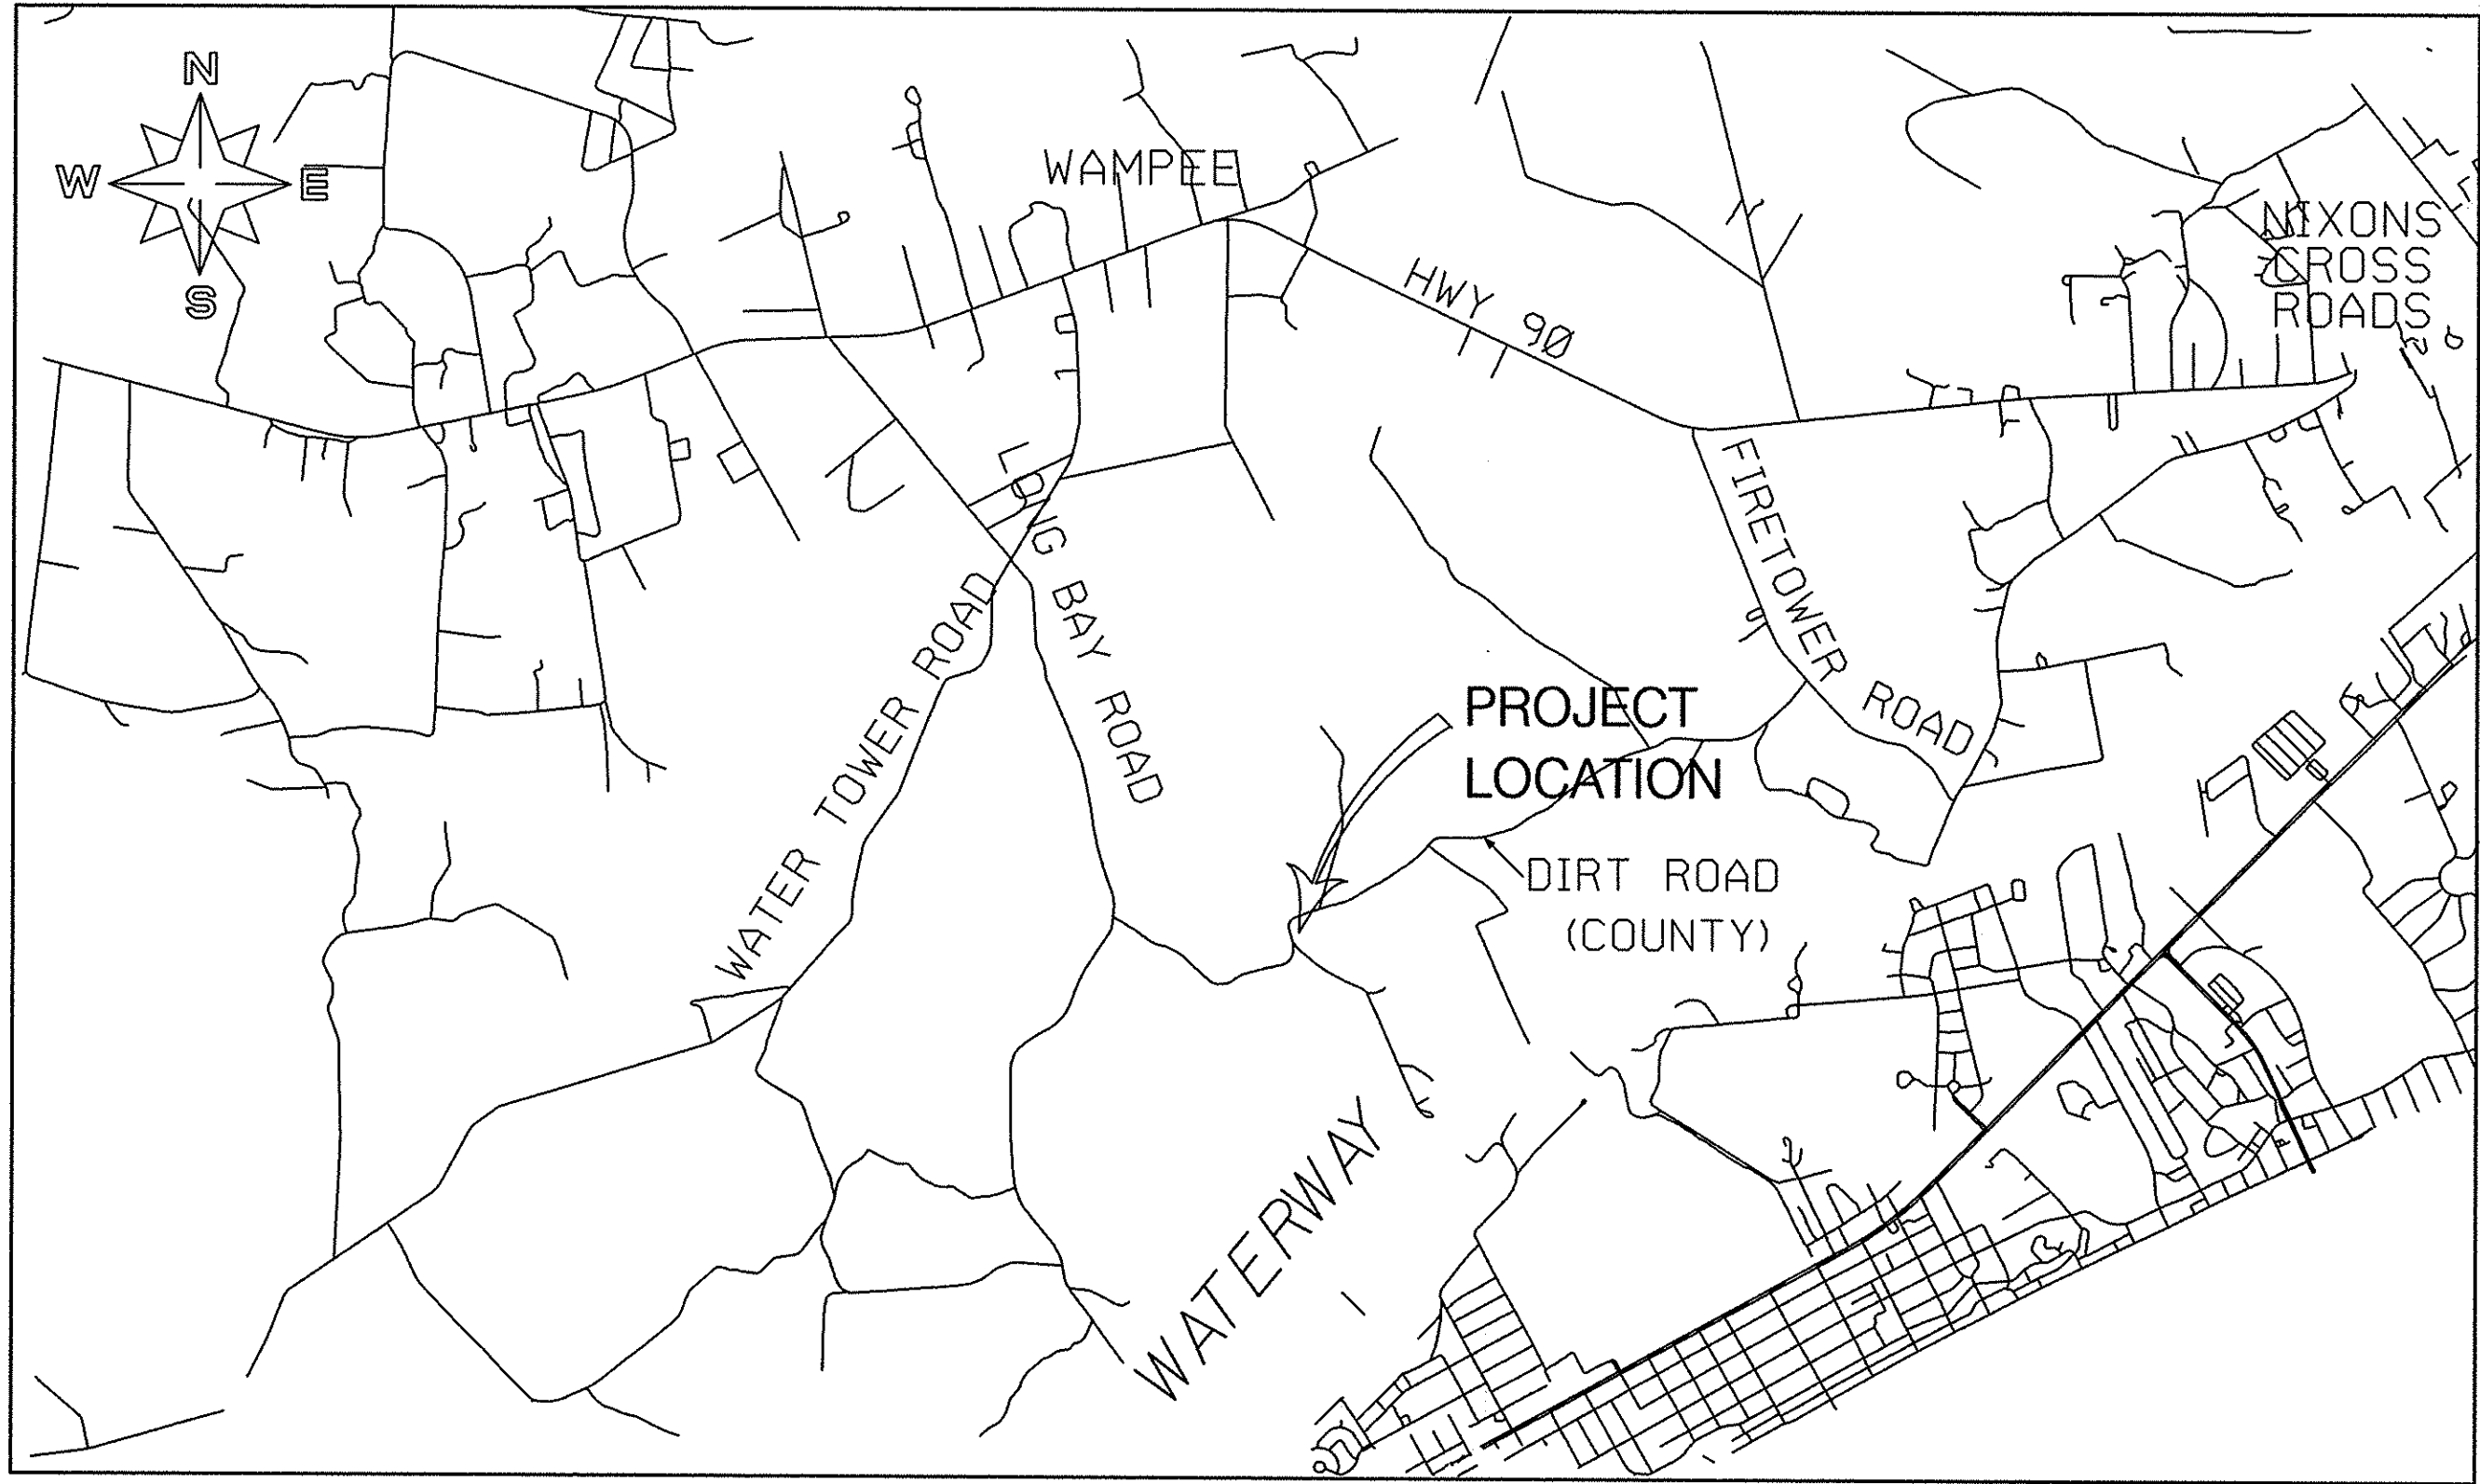 N
W E
S
WAMPEE
NIXONS
CROSS
ROADS
HWY 90
LONG BAY ROAD
FIRETOWER ROAD
WATER TOWER ROAD
PROJECT
LOCATION
DIRT ROAD
(COUNTY)
WATERWAY